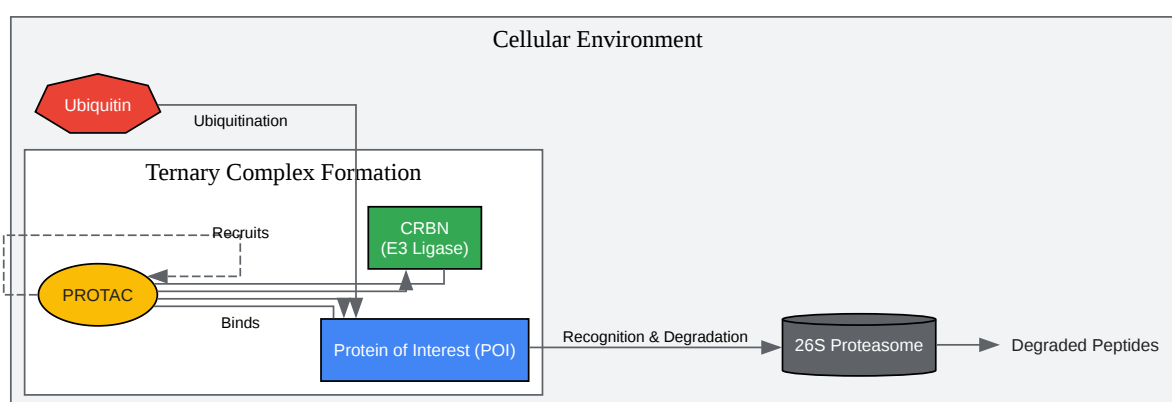 Cellular Environment
Ubiquitin
Ubiquitination
Ternary Complex Formation
Recruits
CRBN
(E3 Ligase)
PROTAC
Binds
Protein of Interest (POI)
Recognition & Degradation
26S Proteasome
Degraded Peptides